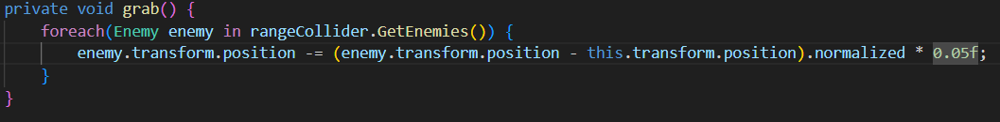 private void grab() {
foreach(Enemy enemy in rangeCollider.GetEnemies()) {
enemy.transform.position -= (enemy.transform.position - this.transform.position).normalized * 0.05f;
}
}